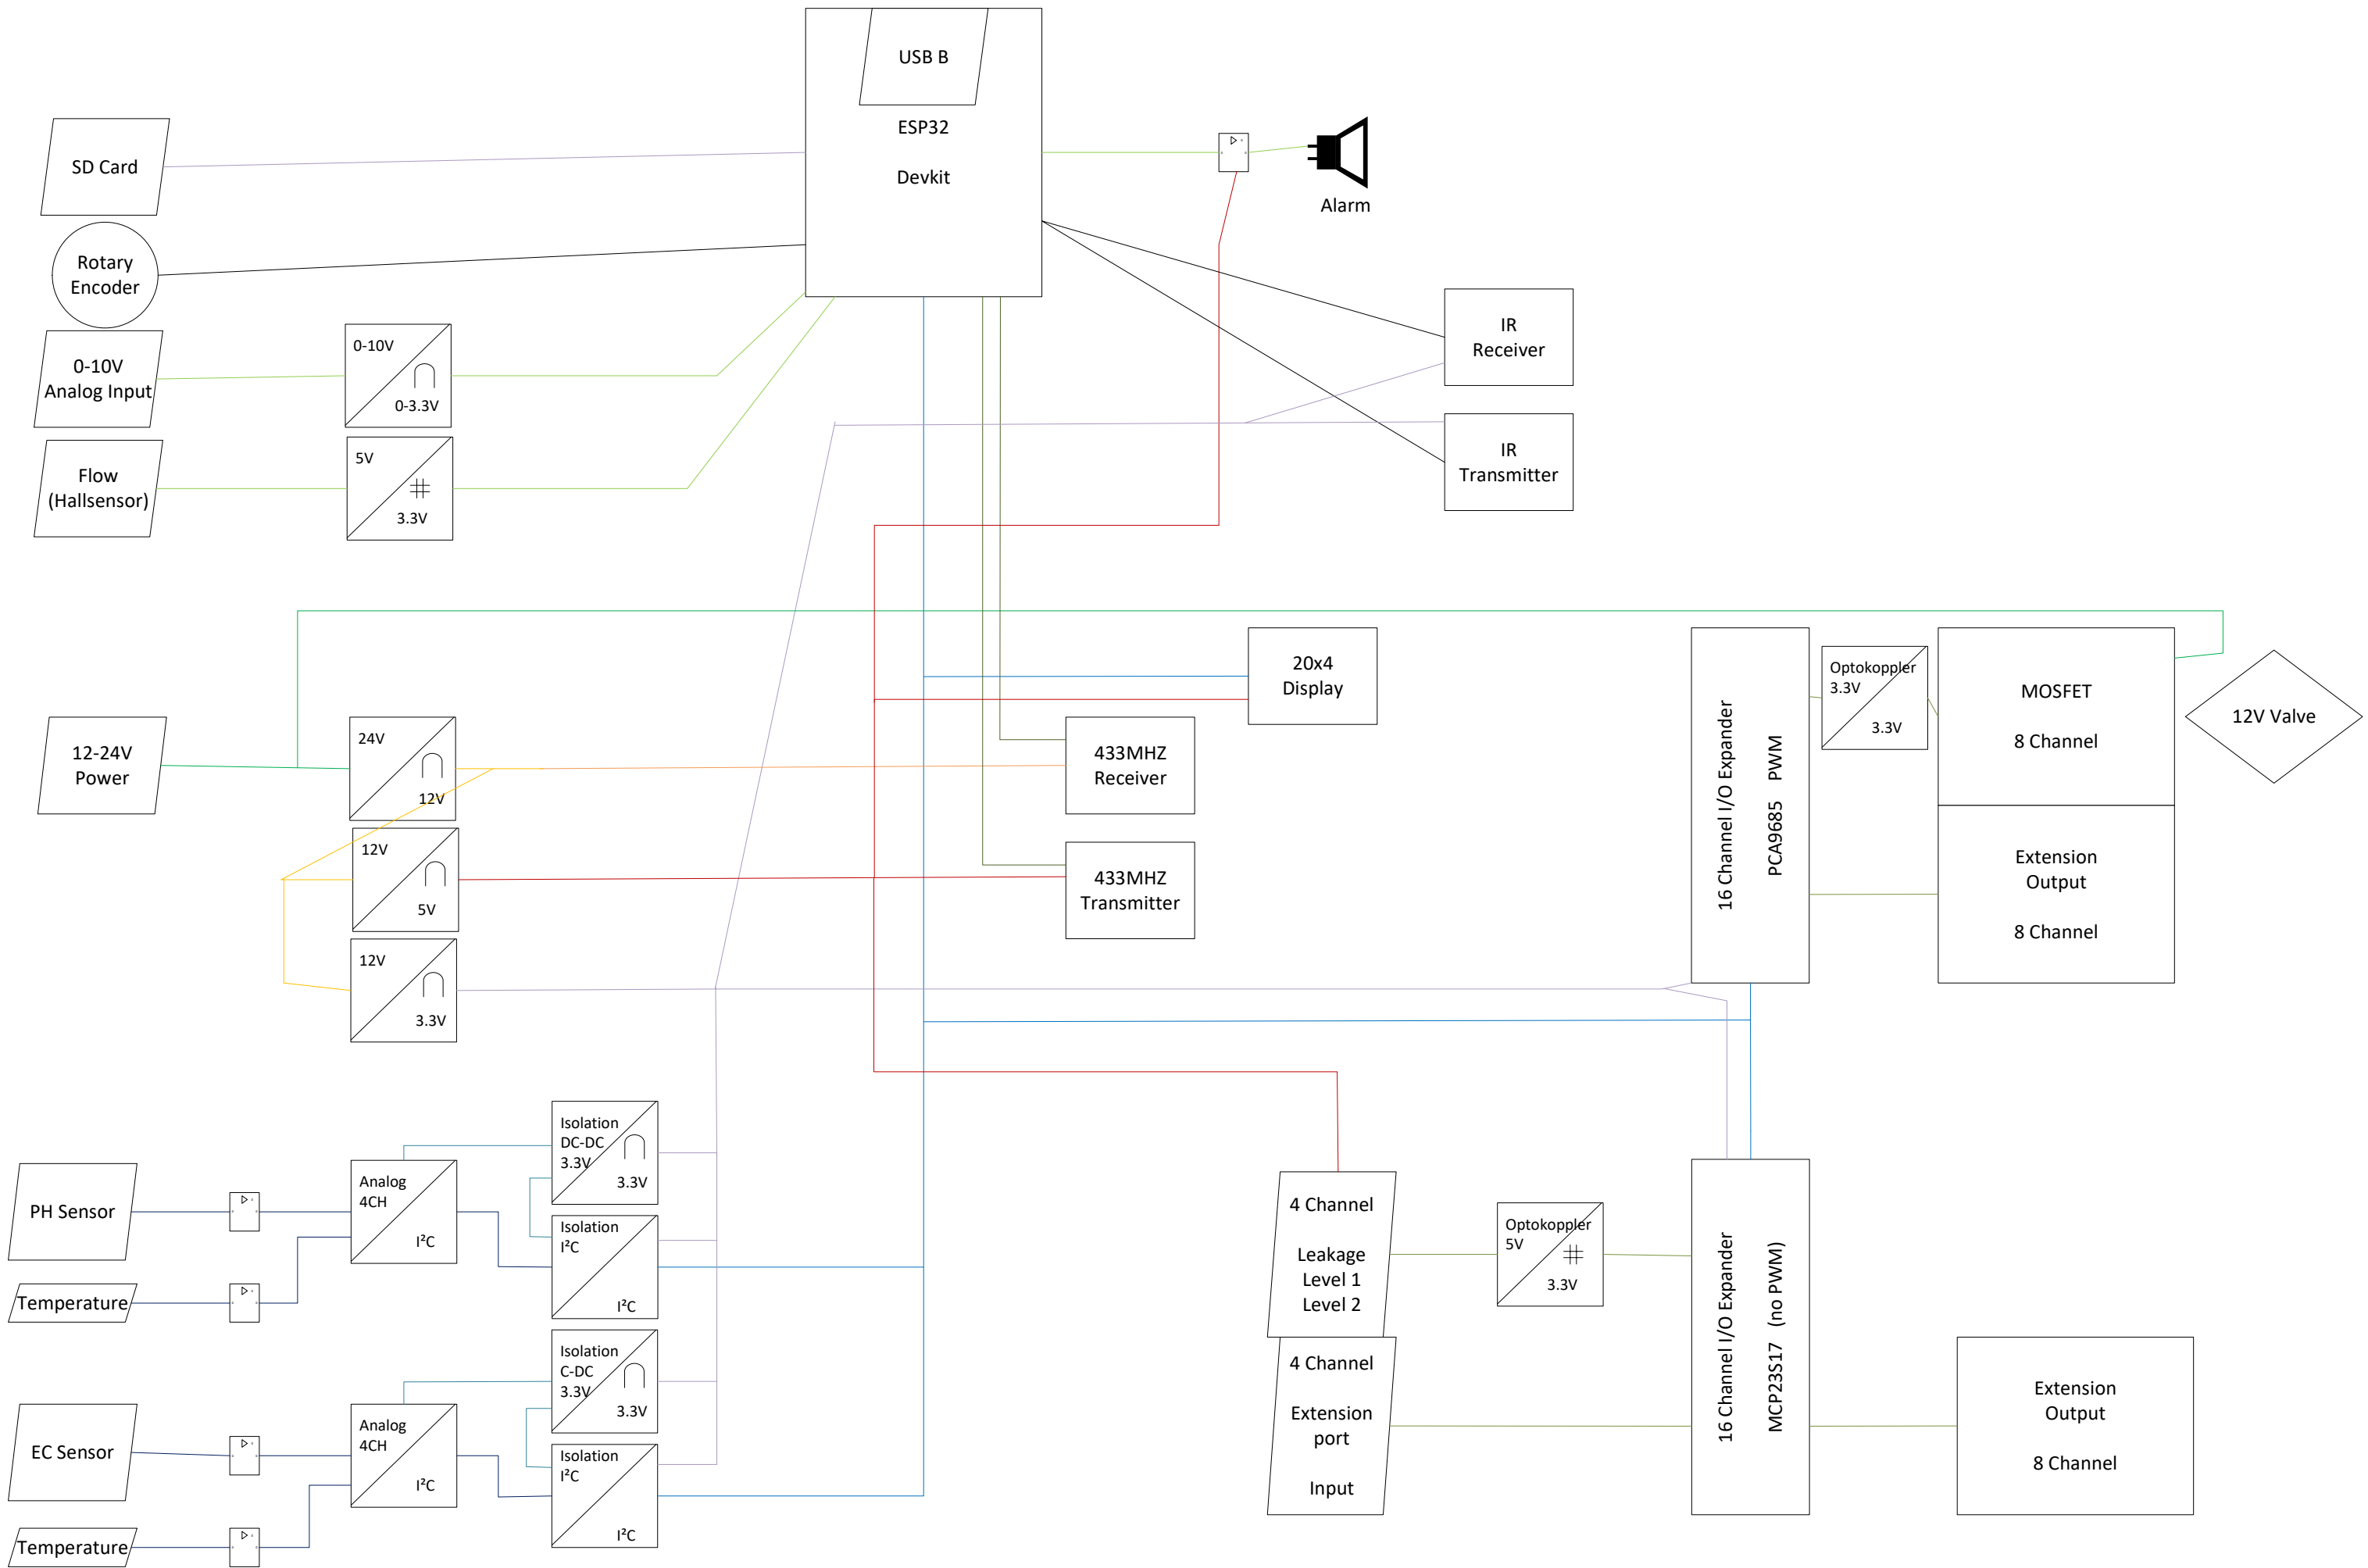 USB B
ESP32
Devkit
SD Card
Alarm
Rotary
Encoder
0-10V
Analog Input
0-10V
0-3.3V
IR
Receiver
Flow
(Hallsensor)
5V
3.3V
IR
Transmitter
12-24V
Power
24V
12V
12V
5V
12V
3.3V
20x4
Display
433MHZ
Receiver
433MHZ
Transmitter
16 Channel I/O Expander
PCA9685 PWM
Optokoppler
3.3V
3.3V
MOSFET
8 Channel
12V Valve
Extension
Output
8 Channel
PH Sensor
Temperature
Analog
4CH
I²C
Isolation
DC-DC
3.3V
3.3V
Isolation
I²C
I²C
EC Sensor
Temperature
Analog
4CH
I²C
Isolation
C-DC
3.3V
3.3V
Isolation
I²C
I²C
4 Channel
Leakage
Level 1
Level 2
4 Channel
Extension
port
Input
Optokoppler
5V
3.3V
16 Channel I/O Expander
MCP23S17 (no PWM)
Extension
Output
8 Channel